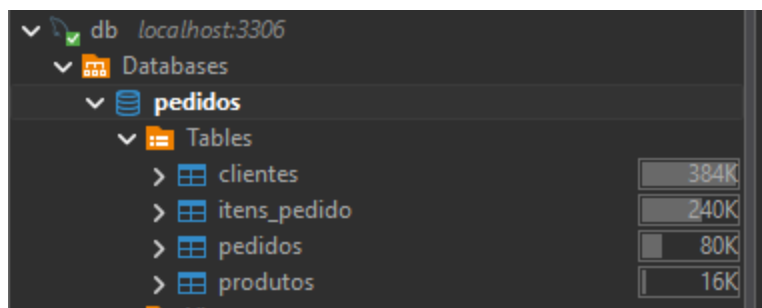 db localhost:3306
Databases
pedidos
Tables
clientes 384K
itens_pedido 240K
pedidos 80K
produtos 16K